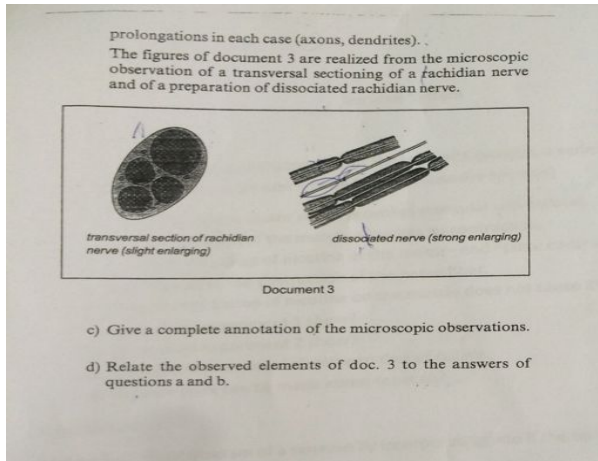 prolongations in each case (axons, dendrites). .
The figures of document 3 are realized from the microscopic
observation of a transversal sectioning of a rachidian nerve
and of a preparation of dissociated rachidian nerve.
transversal section of rachidian
nerve (slight enlarging)
dissociated nerve (strong enlarging)
Document 3
c) Give a complete annotation of the microscopic observations.
d) Relate the observed elements of doc. 3 to the answers of
questions a and b.